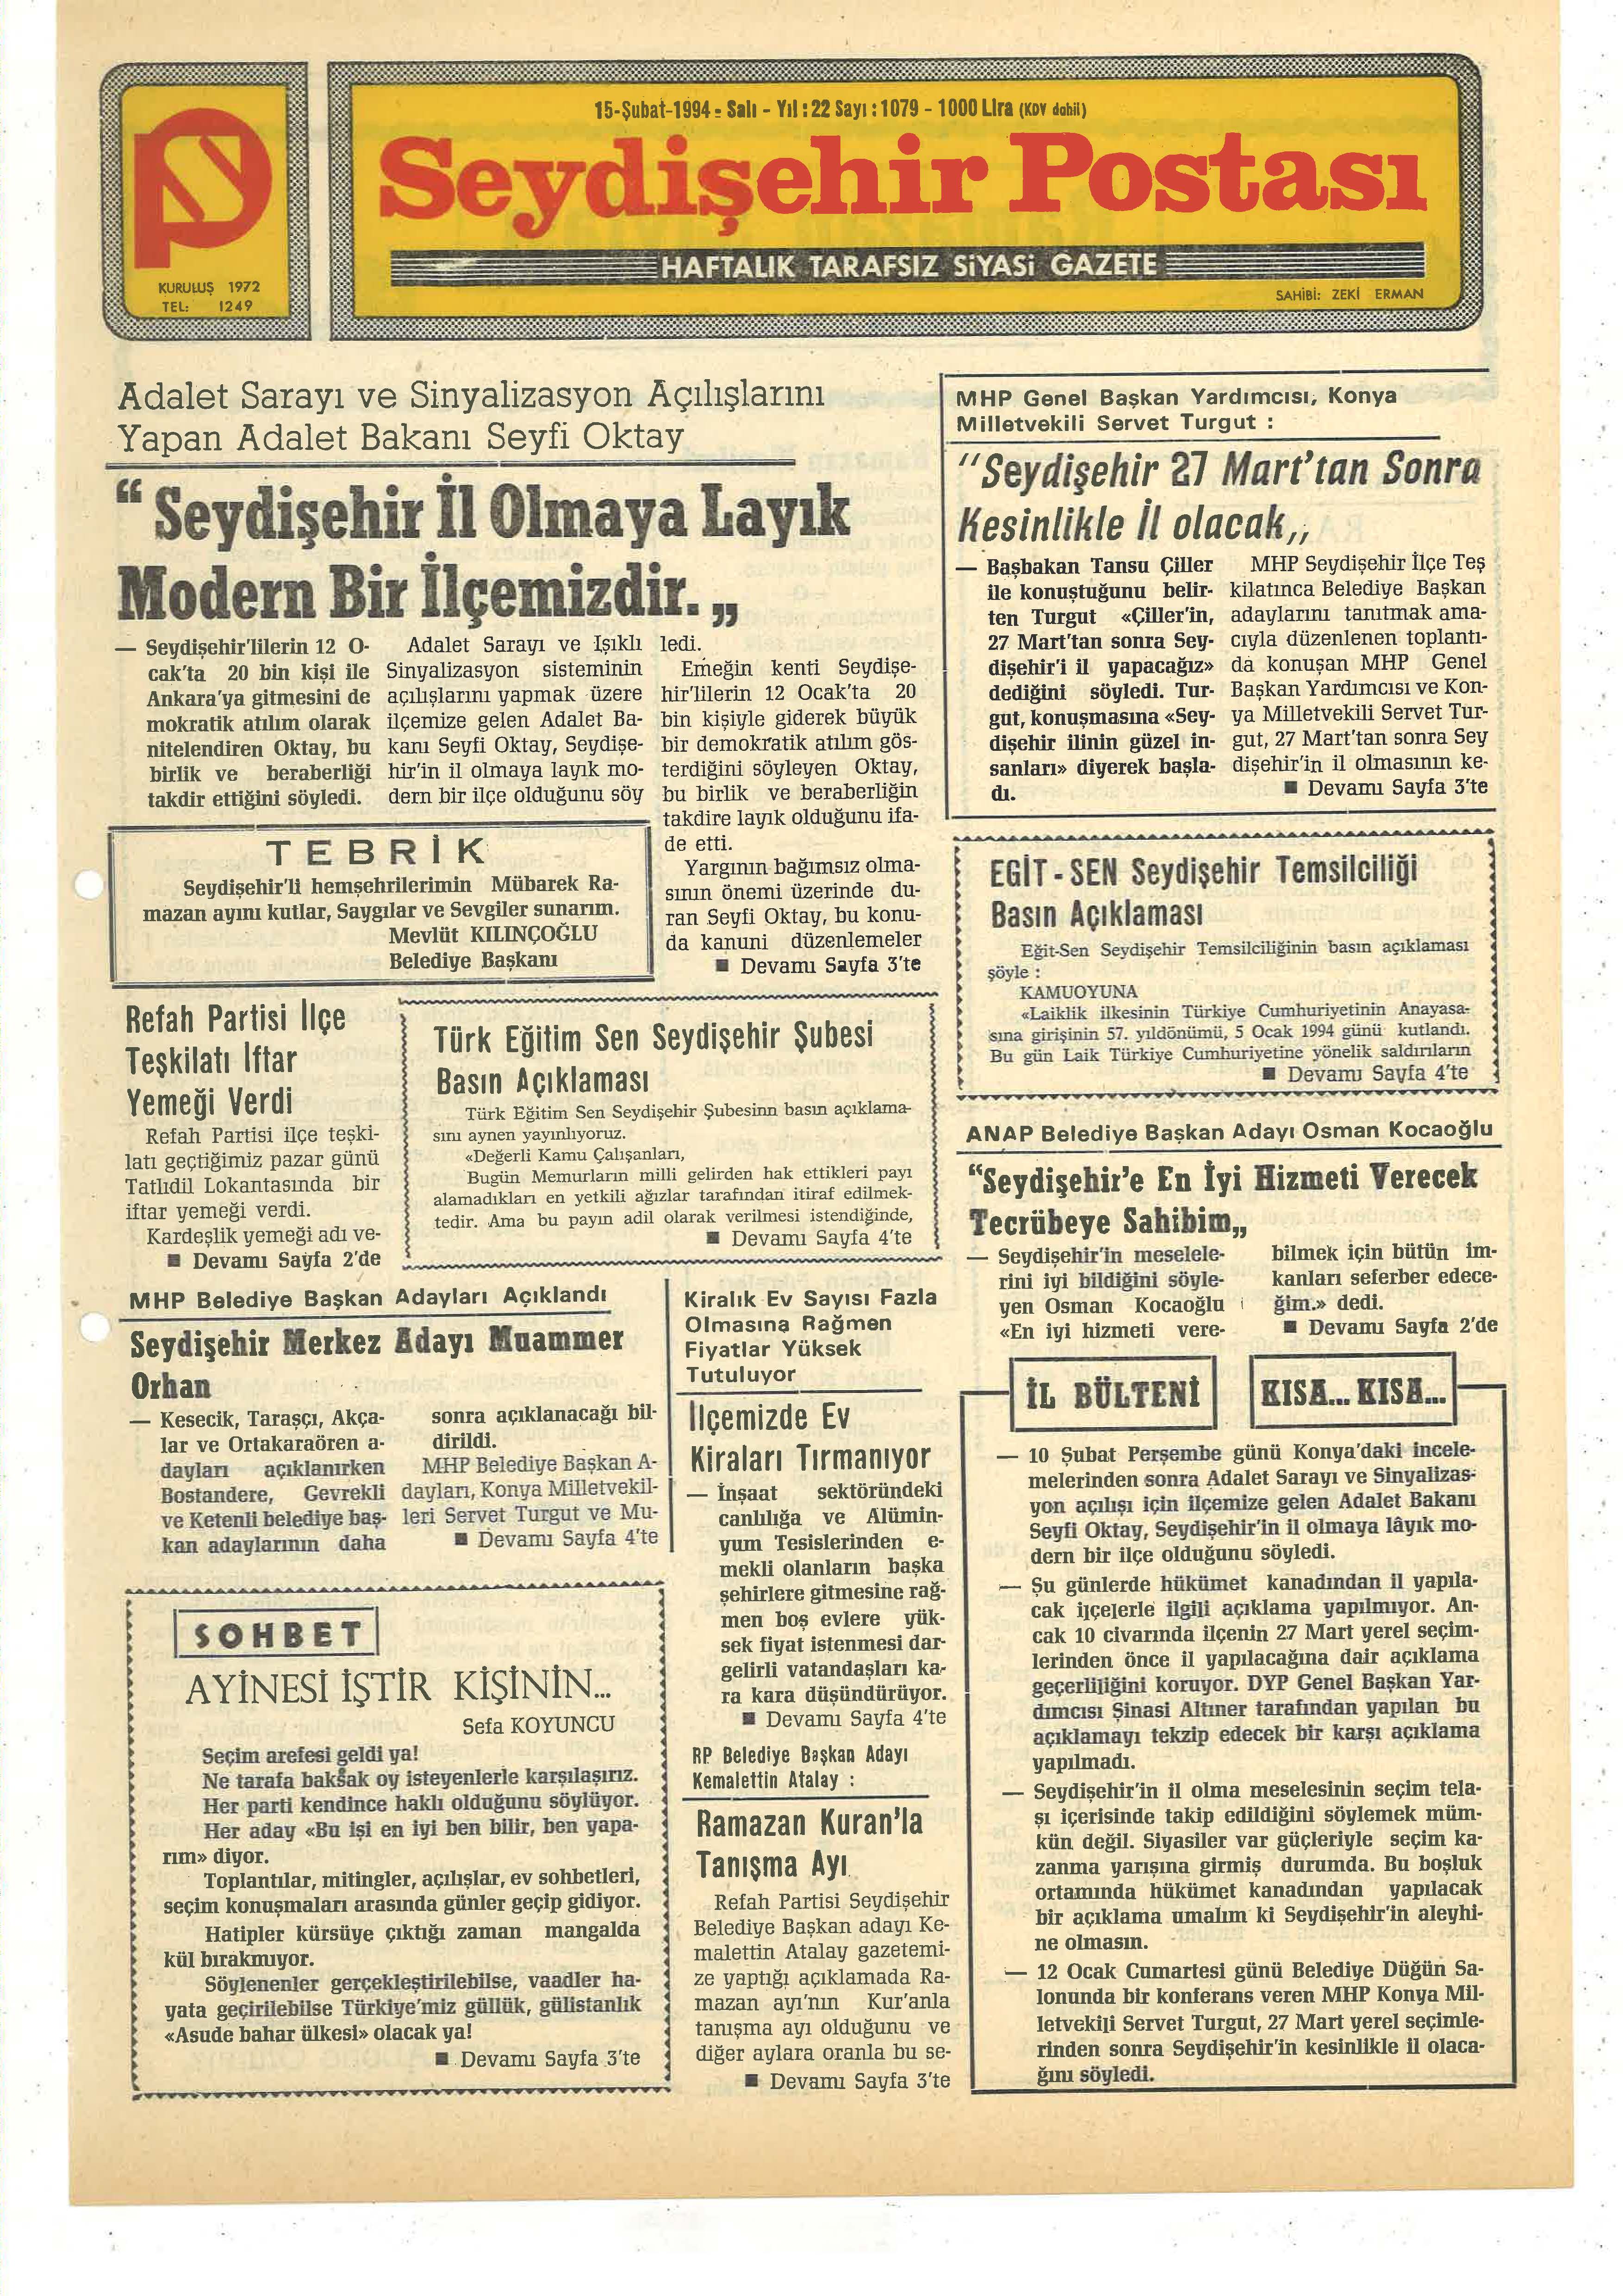 15-Şubat-1994 - Salı - Yıl : 22 Sayı : 1079 - 1000 Lira (KDV dahil)
Seydişehir Postası
HAFTALIK TARAFSIZ SİYASİ GAZETE
KURULUŞ 1972
TEL: 1249
SAHİBİ: ZEKİ ERMAN
Adalet Sarayı ve Sinyalizasyon Açılışlarını
Yapan Adalet Bakanı Seyfi Oktay
“ Seydişehir İl Olmaya Layık
Modern Bir İlçemizdir. „
— Seydişehir'lilerin 12 O-
cak'ta 20 bin kişi ile
Ankara'ya gitmesini de
mokratik atılım olarak
nitelendiren Oktay, bu
birlik ve beraberliği
takdir ettiğini söyledi.
Adalet Sarayı ve Işıklı
Sinyalizasyon sisteminin
açılışlarını yapmak üzere
ilçemize gelen Adalet Ba-
kanı Seyfi Oktay, Seydişe-
hir'in il olmaya layık mo-
dern bir ilçe olduğunu söy
ledi.
Emeğin kenti Seydişe-
hir'lilerin 12 Ocak'ta 20
bin kişiyle giderek büyük
bir demokratik atılım gös-
terdiğini söyleyen Oktay,
bu birlik ve beraberliğin
takdire layık olduğunu ifa-
de etti.
Yargının bağımsız olma-
sının önemi üzerinde du-
ran Seyfi Oktay, bu konu-
da kanuni düzenlemeler
■ Devamı Sayfa 3'te
TEBRİK
Seydişehir'li hemşehrilerimin Mübarek Ra-
mazan ayını kutlar, Saygılar ve Sevgiler sunarım.
Mevlüt KILINÇOĞLU
Belediye Başkanı
MHP Genel Başkan Yardımcısı, Konya
Milletvekili Servet Turgut :
“Seydişehir 27 Mart'tan Sonra
Kesinlikle İl olacak„
— Başbakan Tansu Çiller
ile konuştuğunu belir-
ten Turgut «Çiller'in,
27 Mart'tan sonra Sey-
dişehir'i il yapacağız»
dediğini söyledi. Tur-
gut, konuşmasına «Sey-
dişehir ilinin güzel in-
sanları» diyerek başla-
dı.
MHP Seydişehir İlçe Teş
kilatınca Belediye Başkan
adaylarını tanıtmak ama-
cıyla düzenlenen toplantı-
da konuşan MHP Genel
Başkan Yardımcısı ve Kon-
ya Milletvekili Servet Tur-
gut, 27 Mart'tan sonra Sey
dişehir'in il olmasının ke-
■ Devamı Sayfa 3'te
EGİT - SEN Seydişehir Temsilciliği
Basın Açıklaması
Eğit-Sen Seydişehir Temsilciliğinin basın açıklaması
şöyle :
KAMUOYUNA
«Laiklik ilkesinin Türkiye Cumhuriyetinin Anayasa-
sına girişinin 57. yıldönümü, 5 Ocak 1994 günü kutlandı.
Bu gün Laik Türkiye Cumhuriyetine yönelik saldırıların
■ Devamı Sayfa 4'te
Refah Partisi İlçe
Teşkilatı İftar
Yemeği Verdi
Refah Partisi ilçe teşki-
latı geçtiğimiz pazar günü
Tatlıdil Lokantasında bir
iftar yemeği verdi.
Kardeşlik yemeği adı ve-
■ Devamı Sayfa 2'de
Türk Eğitim Sen Seydişehir Şubesi
Basın Açıklaması
Türk Eğitim Sen Seydişehir Şubesinn basın açıklama-
sını aynen yayınlıyoruz.
«Değerli Kamu Çalışanları,
Bugün Memurların milli gelirden hak ettikleri payı
alamadıkları en yetkili ağızlar tarafından itiraf edilmek-
tedir. Ama bu payın adil olarak verilmesi istendiğinde,
■ Devamı Sayfa 4'te
ANAP Belediye Başkan Adayı Osman Kocaoğlu
“Seydişehir'e En İyi Hizmeti Verecek
Tecrübeye Sahibim„
— Seydişehir'in meselele-
rini iyi bildiğini söyle-
yen Osman Kocaoğlu
«En iyi hizmeti vere-
bilmek için bütün im-
kanları seferber edece-
ğim.» dedi.
■ Devamı Sayfa 2'de
MHP Belediye Başkan Adayları Açıklandı
Seydişehir Merkez Adayı Muammer
Orhan
— Kesecik, Taraşçı, Akça-
lar ve Ortakaraören a-
dayları açıklanırken
Bostandere, Gevrekli
ve Ketenli belediye baş-
kan adaylarının daha
sonra açıklanacağı bil-
dirildi.
MHP Belediye Başkan A-
dayları, Konya Milletvekil-
leri Servet Turgut ve Mu-
■ Devamı Sayfa 4'te
Kiralık Ev Sayısı Fazla
Olmasına Rağmen
Fiyatlar Yüksek
Tutuluyor
İlçemizde Ev
Kiraları Tırmanıyor
— İnşaat sektöründeki
canlılığa ve Alümin-
yum Tesislerinden e-
mekli olanların başka
şehirlere gitmesine rağ-
men boş evlere yük-
sek fiyat istenmesi dar-
gelirli vatandaşları ka-
ra kara düşündürüyor.
■ Devamı Sayfa 4'te
RP Belediye Başkan Adayı
Kemalettin Atalay :
Ramazan Kuran'la
Tanışma Ayı
Refah Partisi Seydişehir
Belediye Başkan adayı Ke-
malettin Atalay gazetemi-
ze yaptığı açıklamada Ra-
mazan ayı'nın Kur'anla
tanışma ayı olduğunu ve
diğer aylara oranla bu se-
■ Devamı Sayfa 3'te
SOHBET
AYİNESİ İŞTİR KİŞİNİN...
Sefa KOYUNCU
Seçim arefesi geldi ya!
Ne tarafa baksak oy isteyenlerle karşılaşırız.
Her parti kendince haklı olduğunu söylüyor.
Her aday «Bu işi en iyi ben bilir, ben yapa-
rım» diyor.
Toplantılar, mitingler, açılışlar, ev sohbetleri,
seçim konuşmaları arasında günler geçip gidiyor.
Hatipler kürsüye çıktığı zaman mangalda
kül bırakmıyor.
Söylenenler gerçekleştirilebilse, vaadler ha-
yata geçirilebilse Türkiye'miz güllük, gülistanlık
«Asude bahar ülkesi» olacak ya!
■ Devamı Sayfa 3'te
İL BÜLTENİ
KISA... KISA...
— 10 Şubat Perşembe günü Konya'daki incele-
melerinden sonra Adalet Sarayı ve Sinyalizas-
yon açılışı için ilçemize gelen Adalet Bakanı
Seyfi Oktay, Seydişehir'in il olmaya lâyık mo-
dern bir ilçe olduğunu söyledi.
— Şu günlerde hükümet kanadından il yapıla-
cak ilçelerle ilgili açıklama yapılmıyor. An-
cak 10 civarında ilçenin 27 Mart yerel seçim-
lerinden önce il yapılacağına dair açıklama
geçerliliğini koruyor. DYP Genel Başkan Yar-
dımcısı Şinasi Altıner tarafından yapılan bu
açıklamayı tekzip edecek bir karşı açıklama
yapılmadı.
— Seydişehir'in il olma meselesinin seçim tela-
şı içerisinde takip edildiğini söylemek müm-
kün değil. Siyasiler var güçleriyle seçim ka-
zanma yarışına girmiş durumda. Bu boşluk
ortamında hükümet kanadından yapılacak
bir açıklama umalım ki Seydişehir'in aleyhi-
ne olmasın.
— 12 Ocak Cumartesi günü Belediye Düğün Sa-
lonunda bir konferans veren MHP Konya Mil-
letvekili Servet Turgut, 27 Mart yerel seçimle-
rinden sonra Seydişehir'in kesinlikle il olaca-
ğını söyledi.